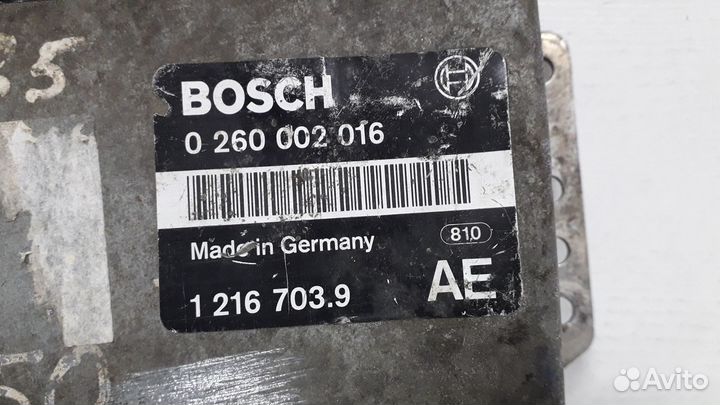 BOSCH
0 260 002 016
Made in Germany
810
1 216 703.9
AE
Avito